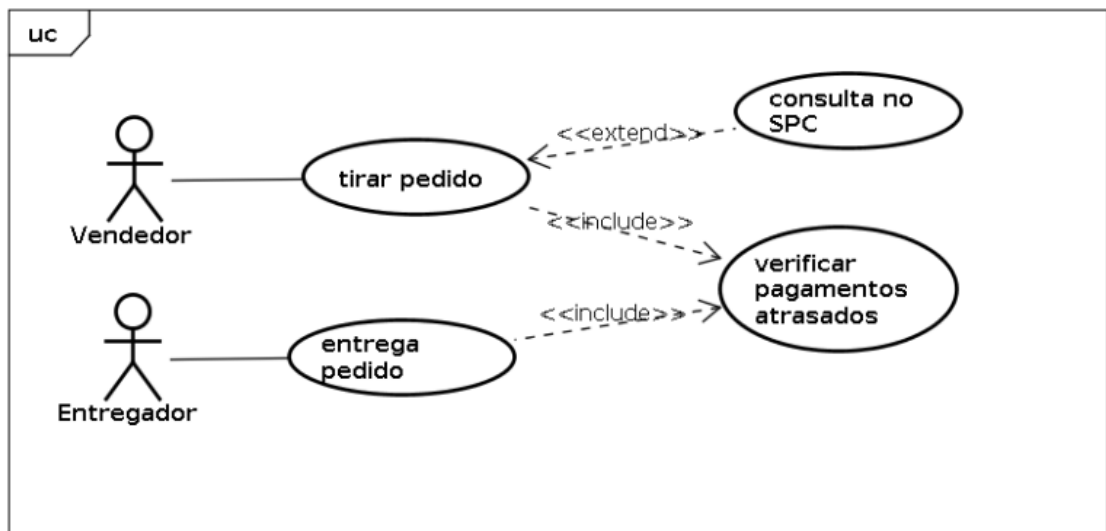 uc
consulta no
SPC
<<extend>>
tirar pedido
Vendedor
<<include>>
verificar
pagamentos
atrasados
<<include>>
entrega
pedido
Entregador